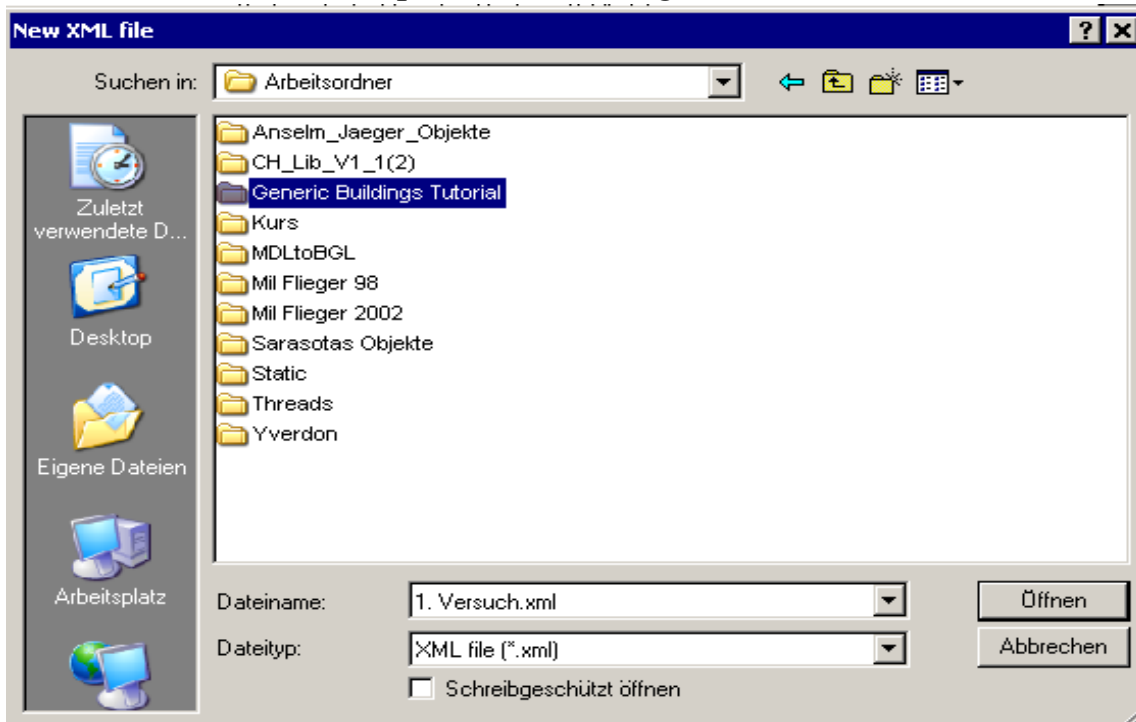 New XML file
Suchen in:
Arbeitsordner
Zuletzt
verwendete D...
Desktop
Eigene Dateien
Arbeitsplatz
Anselm_Jaeger_Objekte
CH_Lib_V1_1(2)
Generic Buildings Tutorial
Kurs
MDLtoBGL
Mil Flieger 98
Mil Flieger 2002
Sarasotas Objekte
Static
Threads
Yverdon
Dateiname:
1. Versuch.xml
Öffnen
Dateityp:
XML file (*.xml)
Abbrechen
Schreibgeschützt öffnen